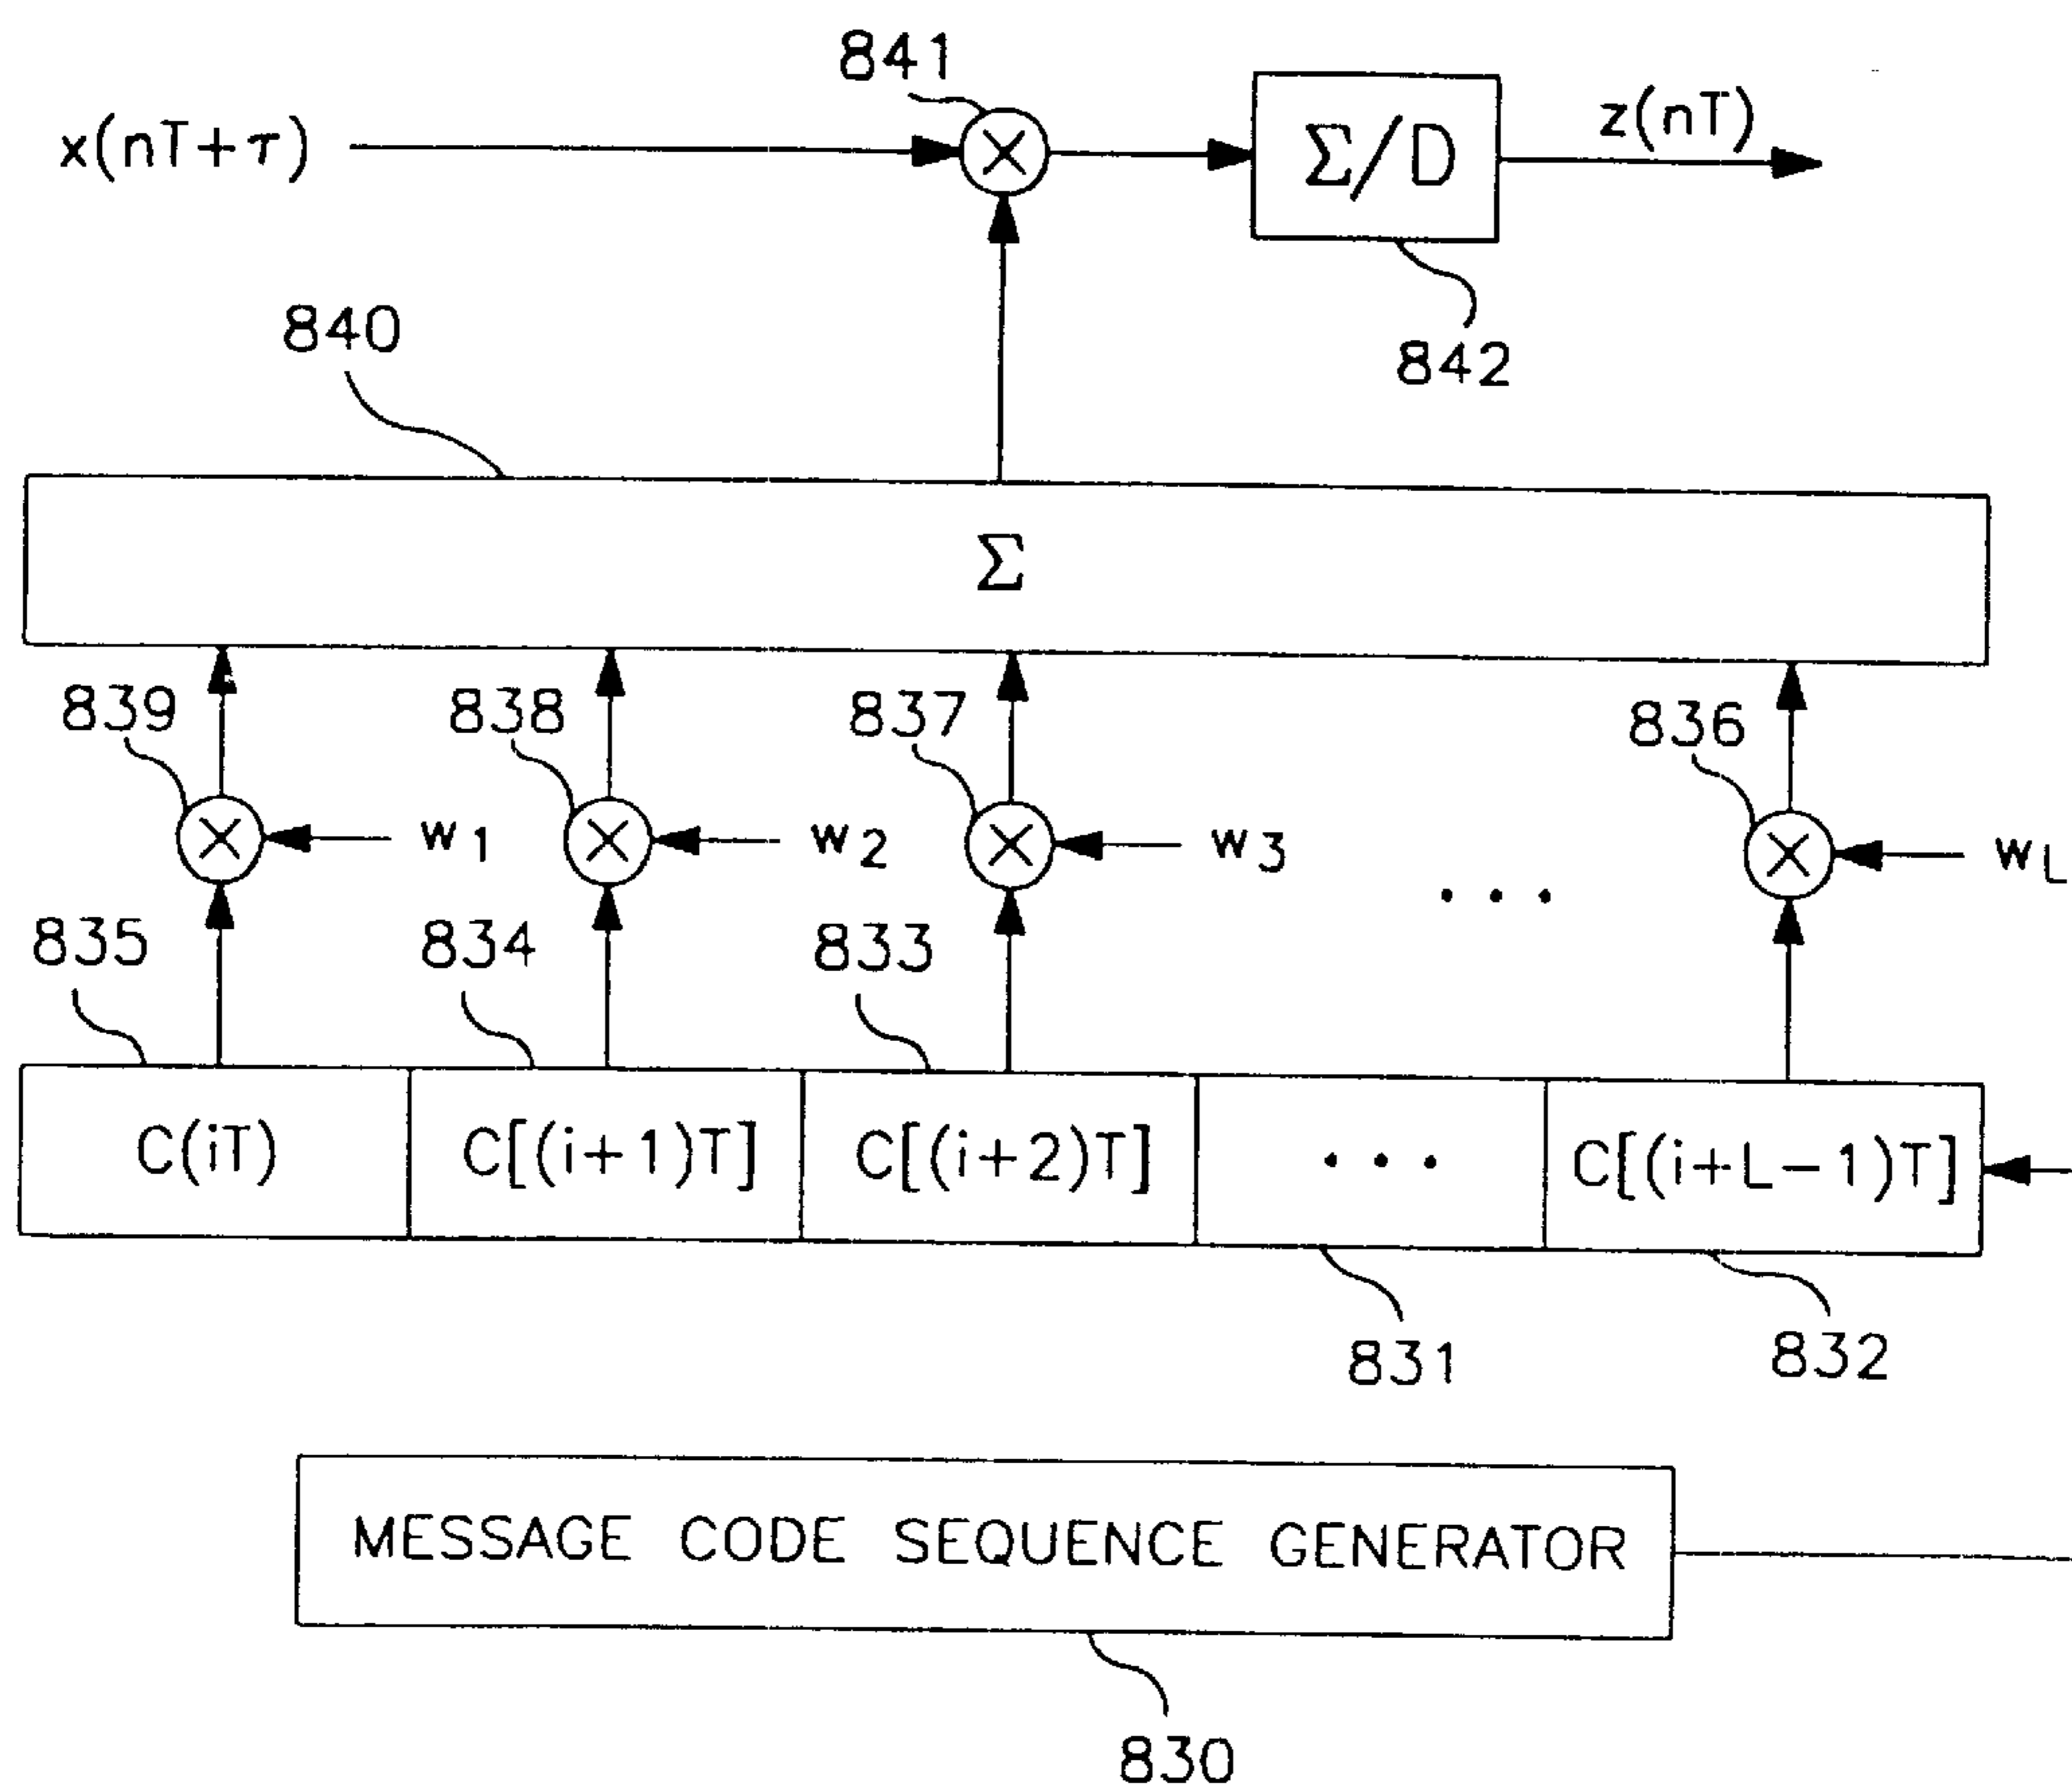 841
x(nT+τ)
Σ/D
z(nT)
840
842
Σ
839
838
837
836
w1
w2
w3
...
wL
835
834
833
C(iT)
C[(i+1)T]
C[(i+2)T]
...
C[(i+L-1)T]
831
832
MESSAGE CODE SEQUENCE GENERATOR
830